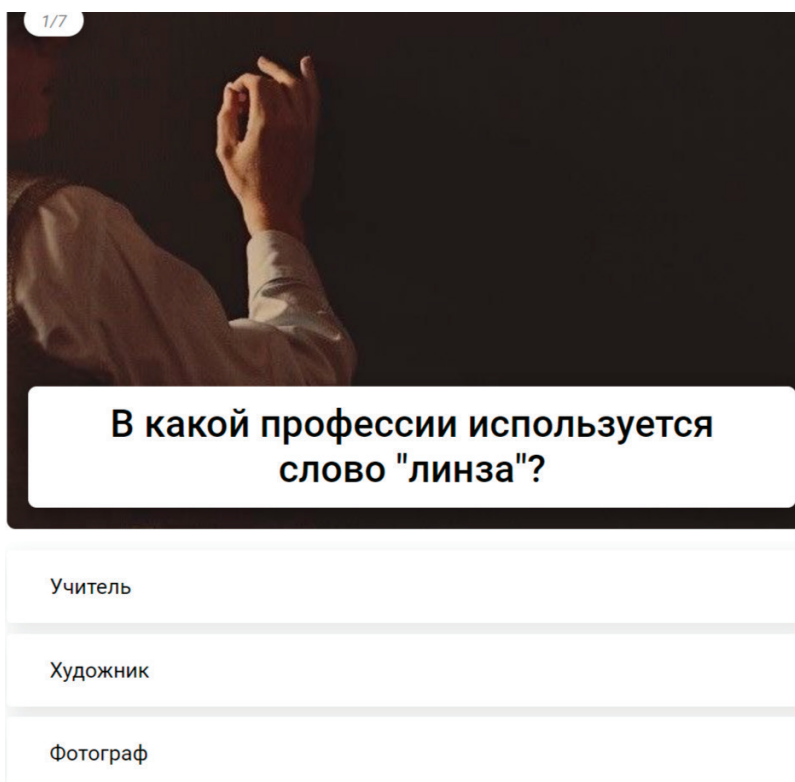 1/7
В какой профессии используется
слово "линза"?
Учитель
Художник
Фотограф